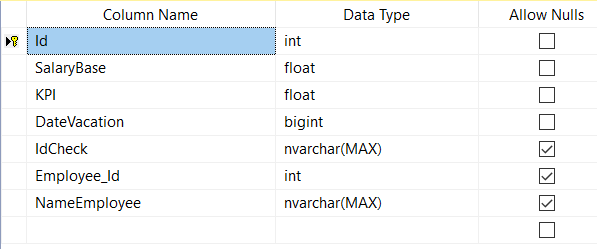 Column Name Data Type Allow Nulls
Id int
SalaryBase float
KPI float
DateVacation bigint
IdCheck nvarchar(MAX)
Employee_Id int
NameEmployee nvarchar(MAX)